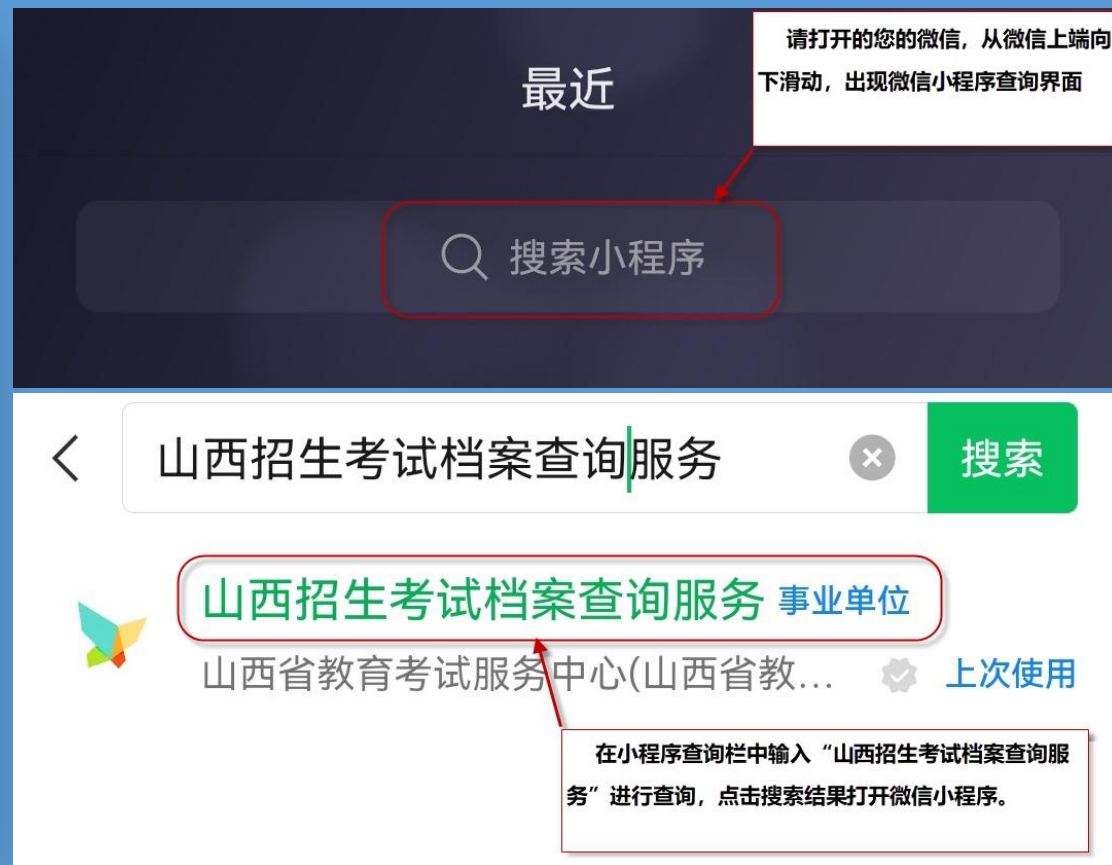 请打开的您的微信，从微信上端向
下滑动，出现微信小程序查询界面
最近
搜索小程序
山西招生考试档案查询服务
搜索
山西招生考试档案查询服务 事业单位
山西省教育考试服务中心(山西省教... 上次使用
在小程序查询栏中输入“山西招生考试档案查询服
务”进行查询，点击搜索结果打开微信小程序。